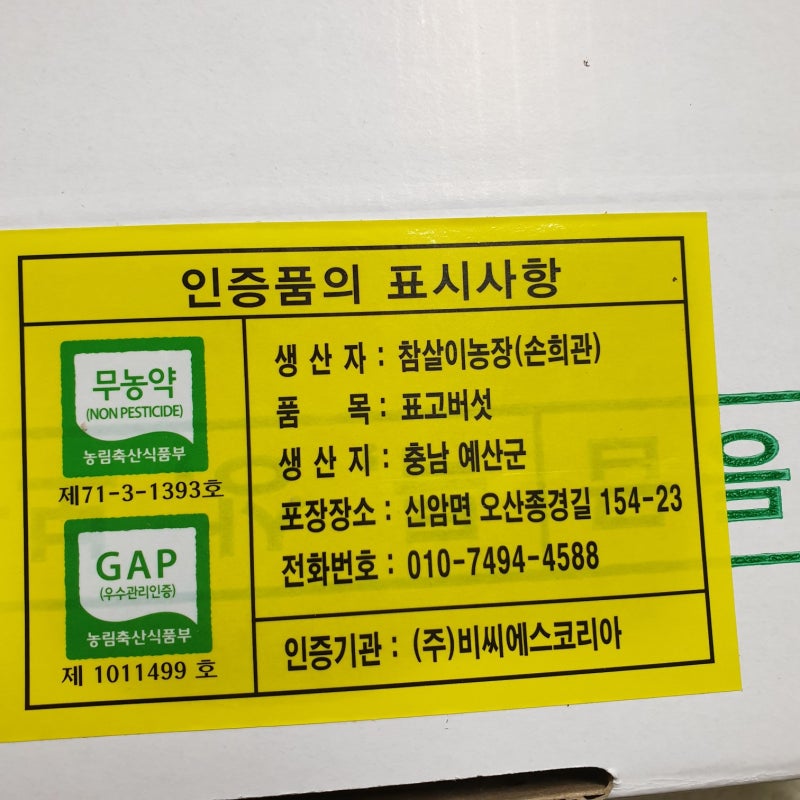 인증품의 표시사항
무농약
(NON PESTICIDE)
농림축산식품부
제71-3-1393호
GAP
(우수관리인증)
농림축산식품부
제 1011499 호
생 산 자 : 참살이농장(손희관)
품 목 : 표고버섯
생 산 지 : 충남 예산군
포장장소 : 신암면 오산종경길 154-23
전화번호 : 010-7494-4588
인증기관 : (주)비씨에스코리아